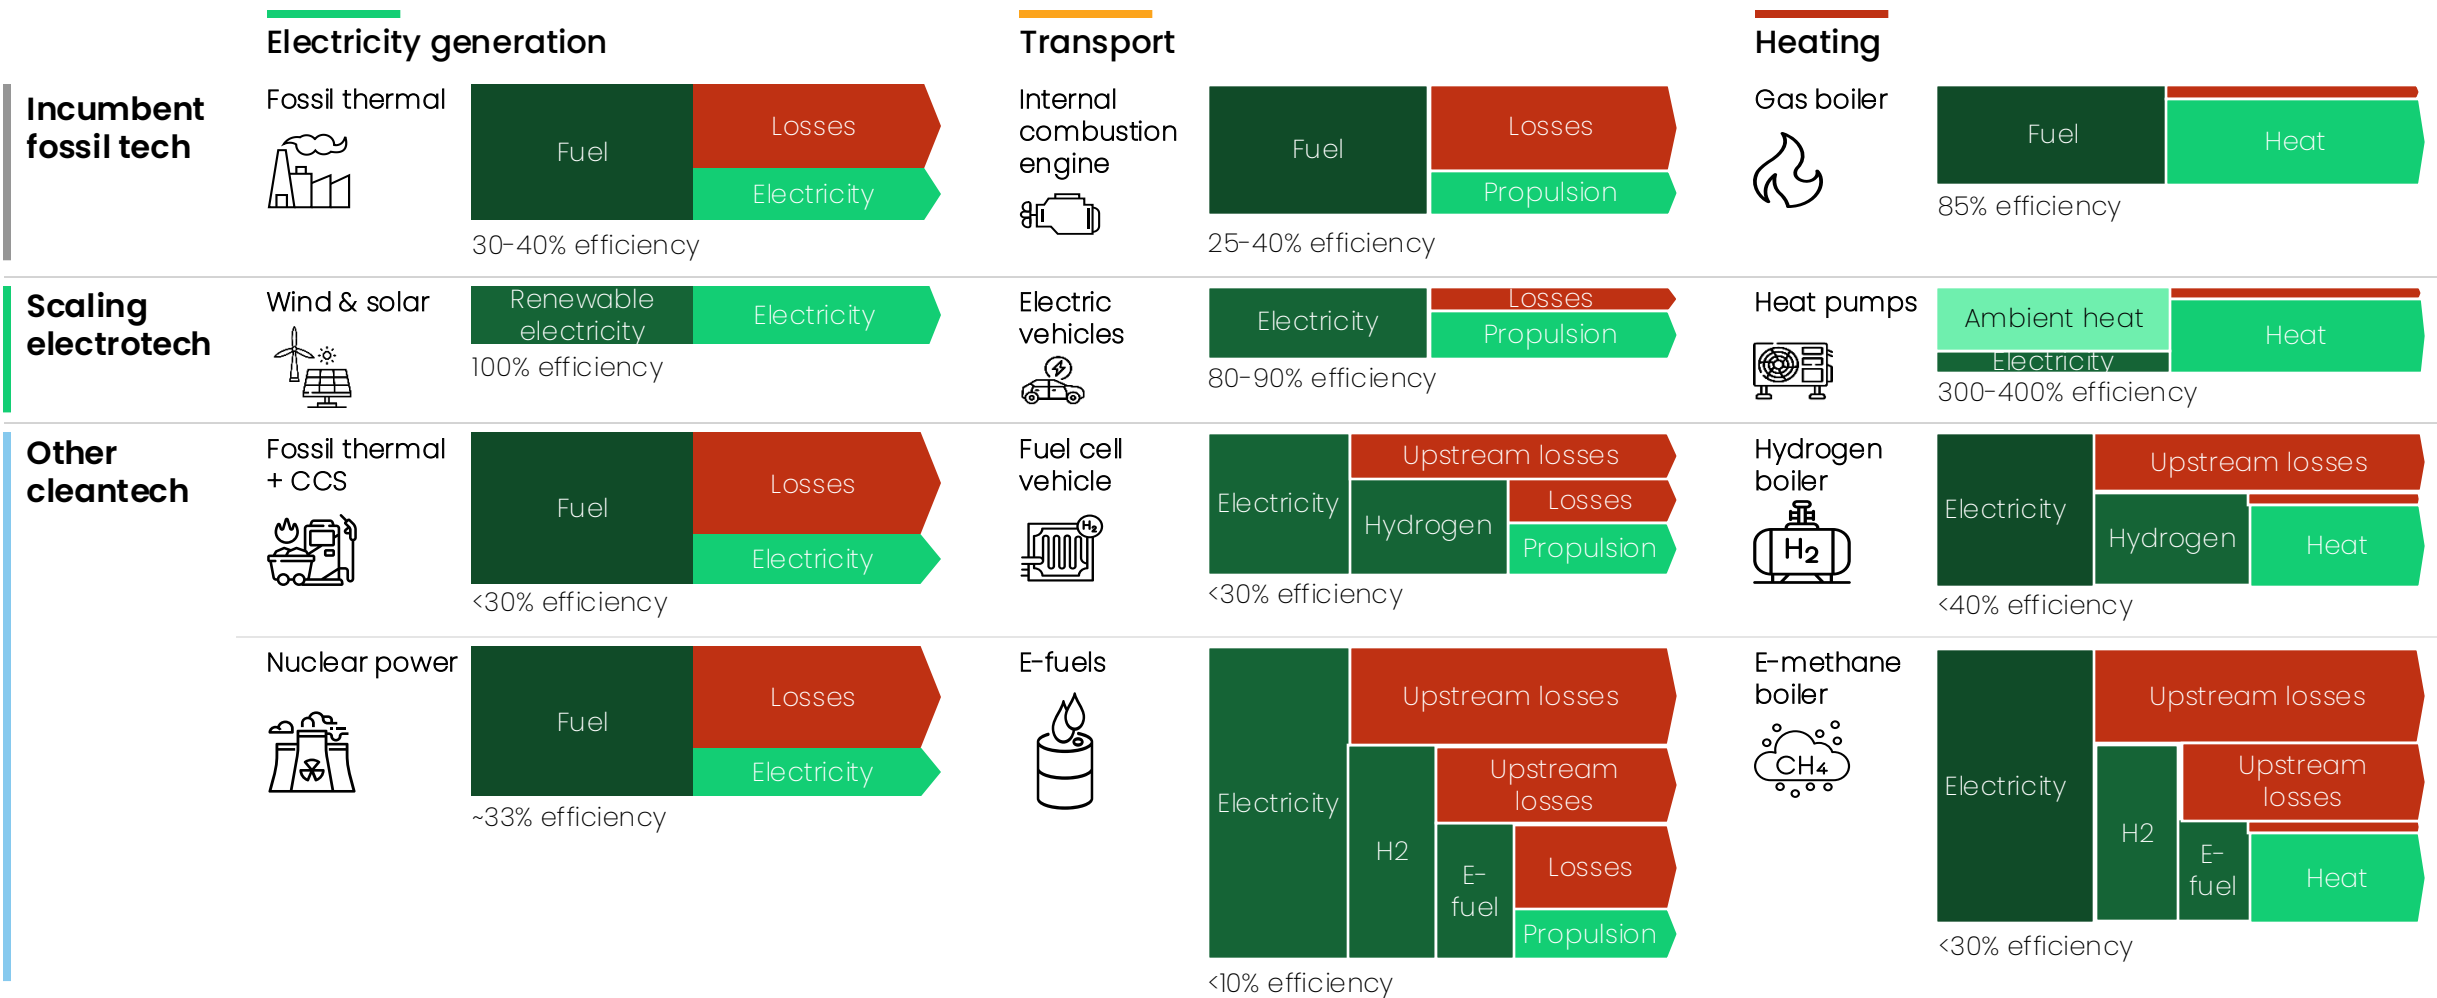 Electricity generation
Transport
Heating
Incumbent
fossil tech
Fossil thermal
Fuel
Losses
Electricity
30-40% efficiency
Internal
combustion
engine
Fuel
Losses
Propulsion
25-40% efficiency
Gas boiler
Fuel
Heat
85% efficiency
Scaling
electrotech
Wind & solar
Renewable
electricity
Electricity
100% efficiency
Electric
vehicles
Electricity
Losses
Propulsion
80-90% efficiency
Heat pumps
Ambient heat
Electricity
Heat
300-400% efficiency
Other
cleantech
Fossil thermal
+ CCS
Fuel
Losses
Electricity
<30% efficiency
Fuel cell
vehicle
H2
Electricity
Upstream losses
Hydrogen
Losses
Propulsion
<30% efficiency
Hydrogen
boiler
H2
Electricity
Upstream losses
Hydrogen
Heat
<40% efficiency
Nuclear power
Fuel
Losses
Electricity
~33% efficiency
E-fuels
Electricity
Upstream losses
H2
Upstream
losses
E-
fuel
Losses
Propulsion
<10% efficiency
E-methane
boiler
CH4
Electricity
Upstream losses
H2
Upstream
losses
E-
fuel
Heat
<30% efficiency